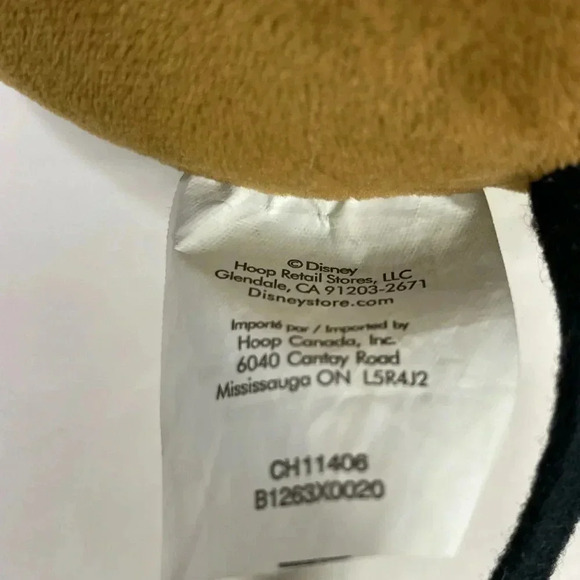 © Disney
Hoop Retail Stores, LLC
Glendale, CA 91203-2671
Disneystore.com
Importé par / Imported by
Hoop Canada, Inc.
6040 Cantay Road
Mississauga ON L5R4J2
CH11406
B1263X0020